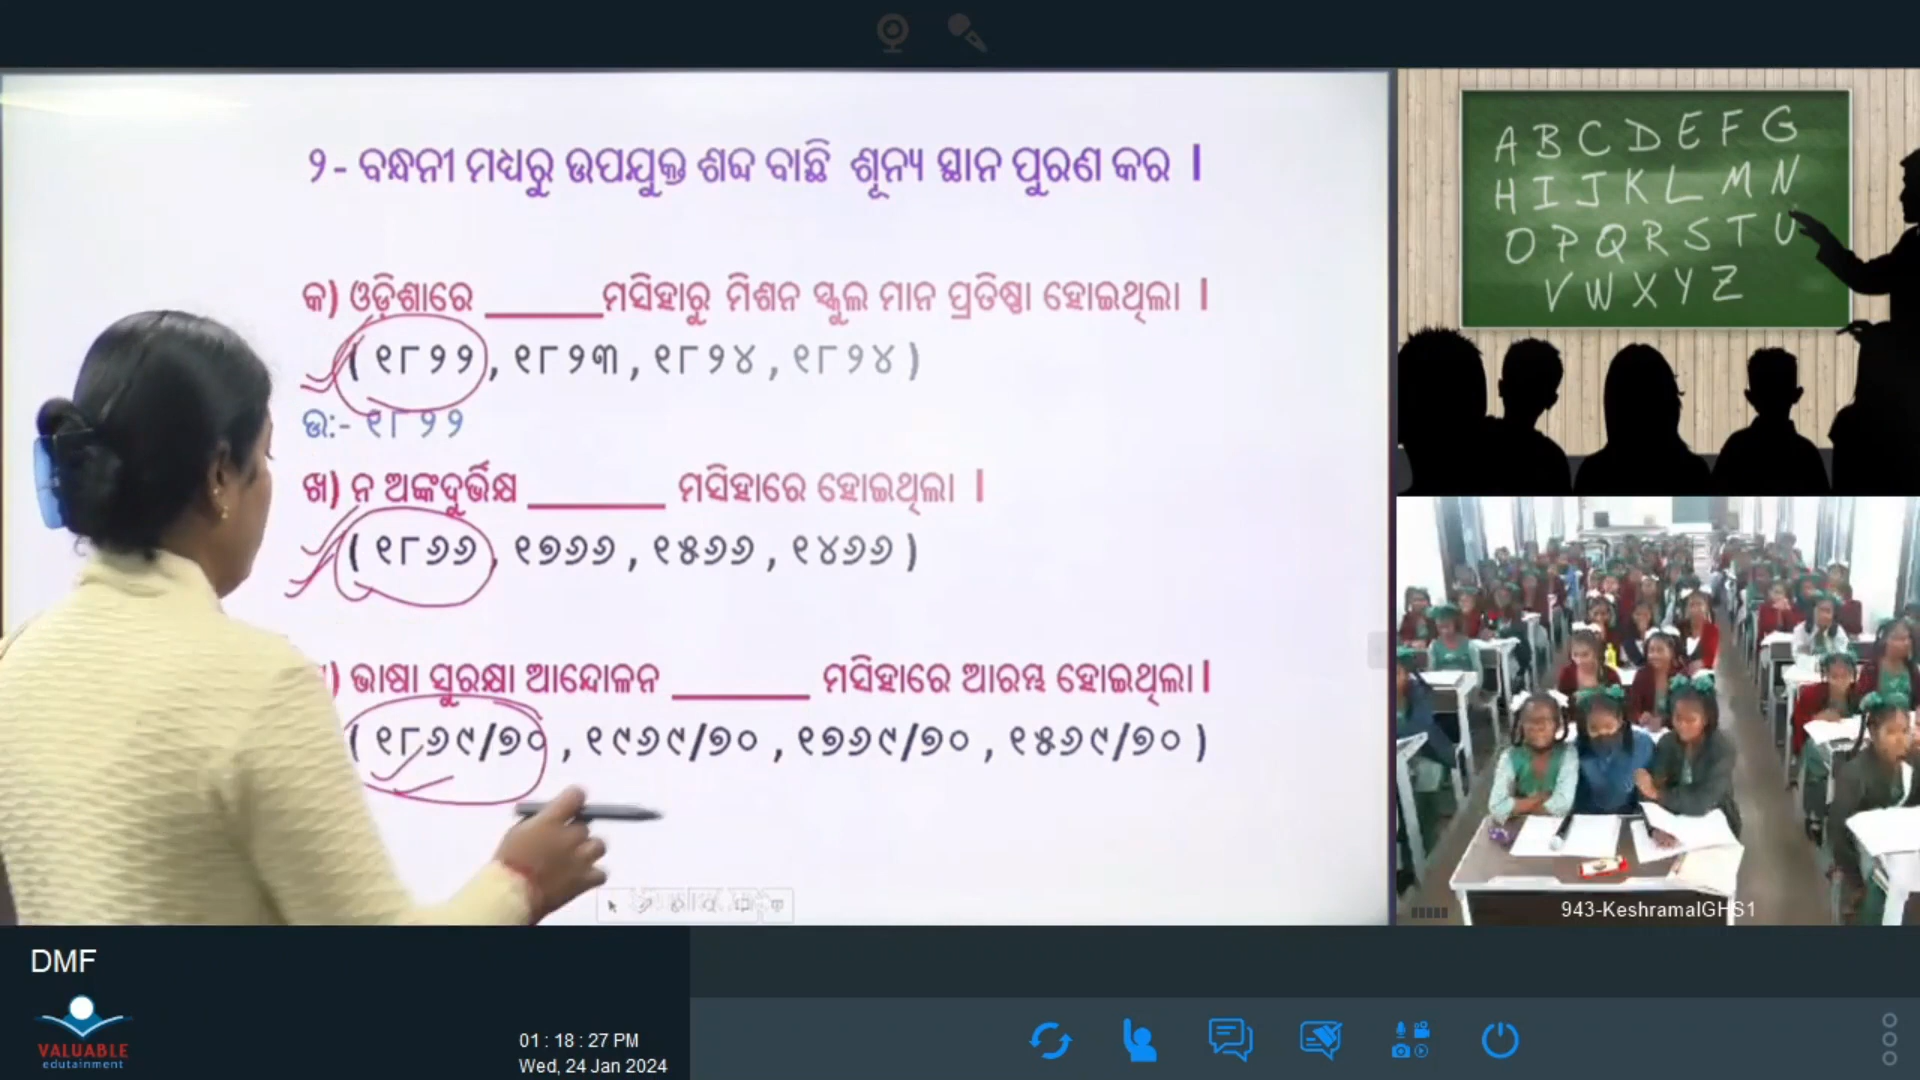 ୨- ବନ୍ଧନୀ ମଧ୍ୟରୁ ଉପଯୁକ୍ତ ଶବ୍ଦ ବାଛି ଶୂନ୍ୟ ସ୍ଥାନ ପୁରଣ କର ।
କ) ଓଡ଼ିଶାରେ ______ ମସିହାରୁ ମିଶନ ସ୍କୁଲ ମାନ ପ୍ରତିଷ୍ଠା ହୋଇଥିଲା ।
( ୧୮୨୨ , ୧୮୨୩ , ୧୮୨୪ , ୧୮୨୪ )
ଉ:- ୧୮୨୨
ଖ) ନ ଅଙ୍କଦୁର୍ଭିକ୍ଷ _______ ମସିହାରେ ହୋଇଥିଲା ।
( ୧୮୬୬ , ୧୭୬୬ , ୧୫୬୬ , ୧୪୬୬ )
) ଭାଷା ସୁରକ୍ଷା ଆନ୍ଦୋଳନ _______ ମସିହାରେ ଆରମ୍ଭ ହୋଇଥିଲା ।
( ୧୮୬୯/୭୦ , ୧୯୬୯/୭୦ , ୧୭୬୯/୭୦ , ୧୫୬୯/୭୦ )
A B C D E F G
H I J K L M N
O P Q R S T U
V W X Y Z
943-KeshramalGHS1
DMF
VALUABLE
edutainment
01 : 18 : 27 PM
Wed, 24 Jan 2024